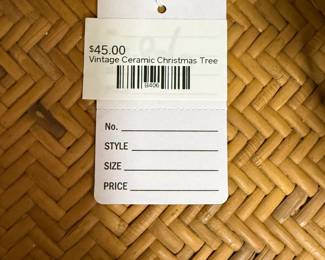 $45.00
Vintage Ceramic Christmas Tree
No.
STYLE
SIZE
PRICE